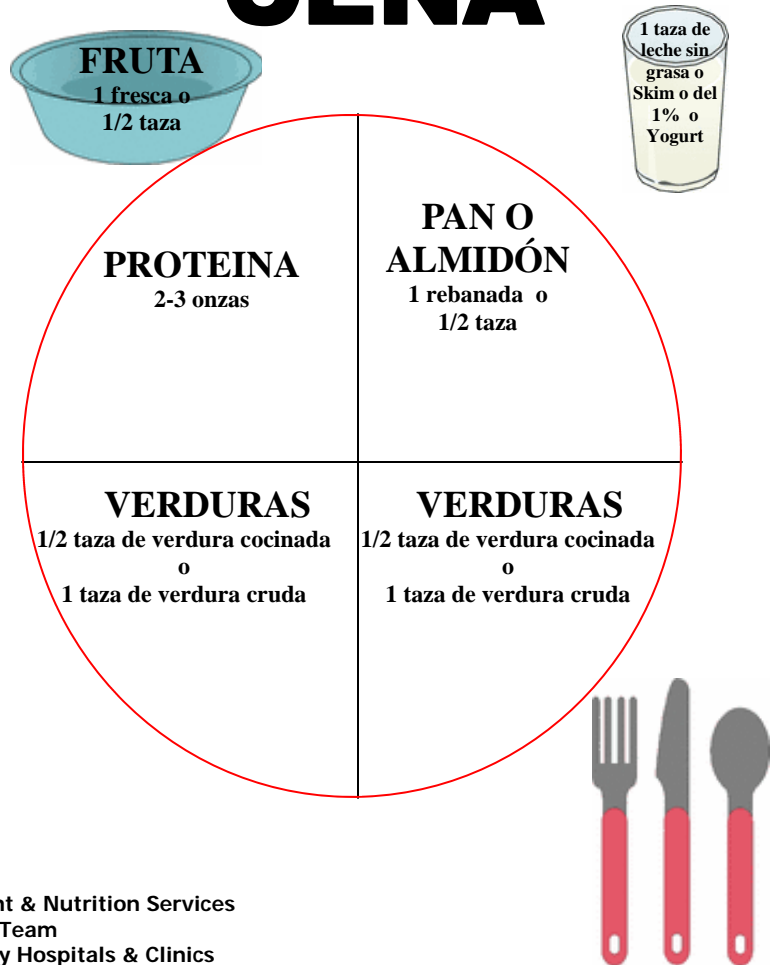 CENA
FRUTA
1 fresca o
1/2 taza
1 taza de
leche sin
grasa o
Skim o del
1% o
Yogurt
PROTEINA
2-3 onzas
PAN O
ALMIDÓN
1 rebanada o
1/2 taza
VERDURAS
1/2 taza de verdura cocinada
o
1 taza de verdura cruda
VERDURAS
1/2 taza de verdura cocinada
o
1 taza de verdura cruda
& Nutrition Services
Team
Hospitals & Clinics